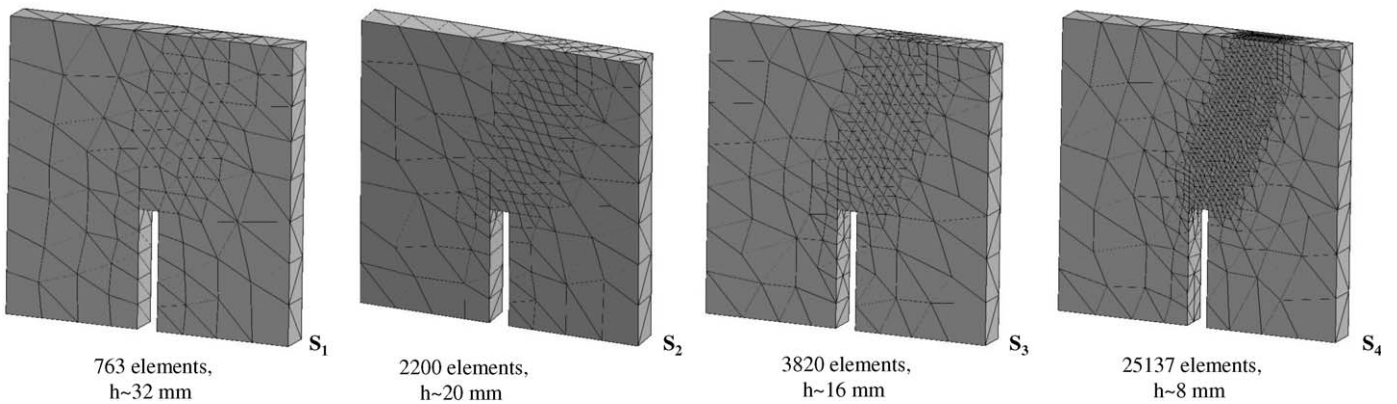 S1
763 elements,
h~32 mm
S2
2200 elements,
h~20 mm
S3
3820 elements,
h~16 mm
S4
25137 elements,
h~8 mm